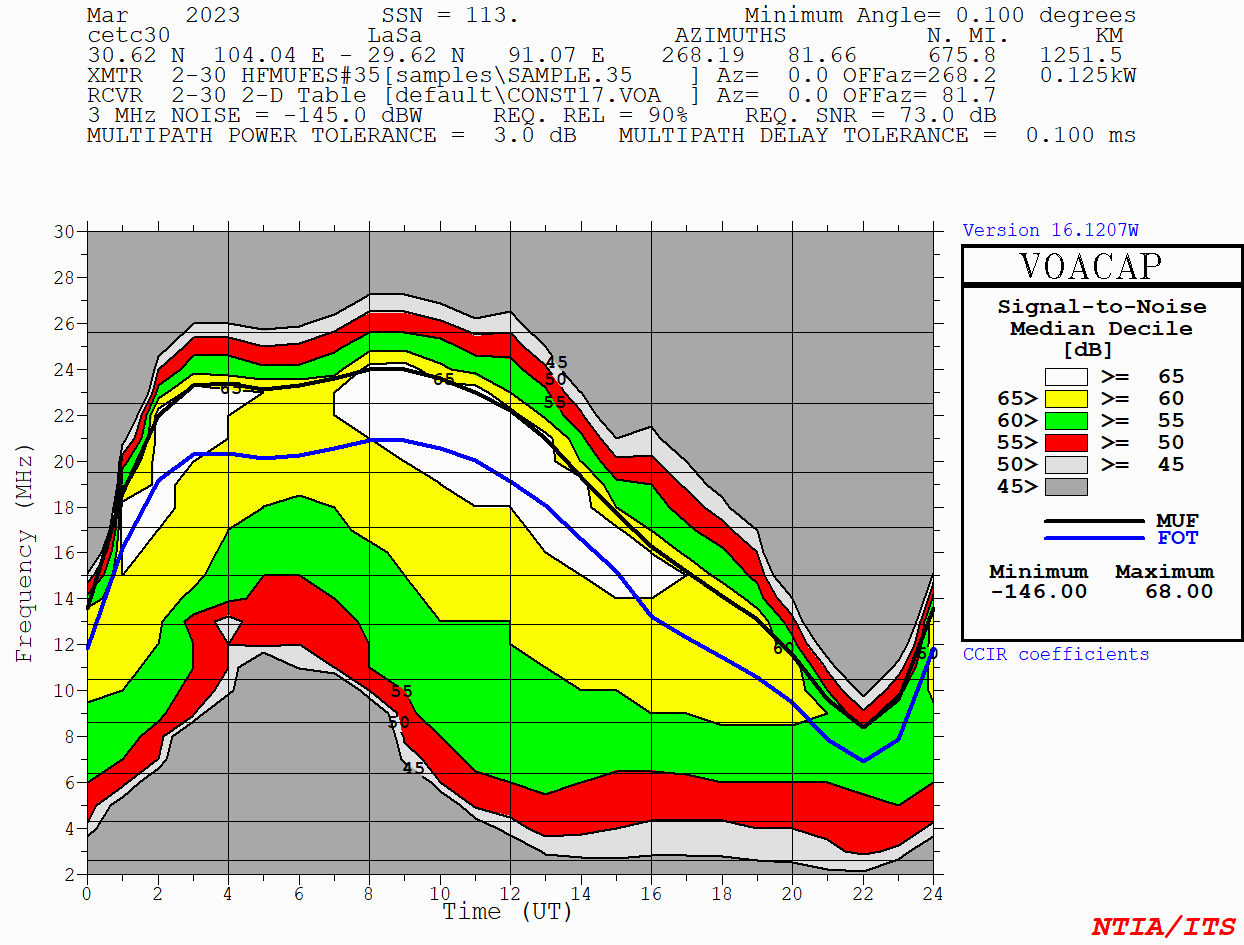 Mar    2023          SSN = 113.                Minimum Angle= 0.100 degrees
cetc30              LaSa                  AZIMUTHS          N. MI.      KM
30.62 N  104.04 E - 29.62 N   91.07 E    268.19   81.66     675.8   1251.5
XMTR  2-30 HFMUFES#35[samples\SAMPLE.35    ] Az=  0.0 OFFaz=268.2   0.125kW
RCVR  2-30 2-D Table [default\CONST17.VOA  ] Az=  0.0 OFFaz= 81.7
3 MHz NOISE = -145.0 dBW     REQ. REL = 90%    REQ. SNR = 73.0 dB
MULTIPATH POWER TOLERANCE =  3.0 dB   MULTIPATH DELAY TOLERANCE =  0.100 ms
Version 16.1207W
VOACAP
Signal-to-Noise
Median Decile
[dB]
>= 65
65> >= 60
60> >= 55
55> >= 50
50> >= 45
45>
MUF
FOT
Minimum Maximum
-146.00 68.00
CCIR coefficients
30
28
26
24
22
20
18
16
14
12
10
8
6
4
2
Frequency (MHz)
65
65
45
50
55
60
60
55
50
45
0 2 4 6 8 10 12 14 16 18 20 22 24
Time (UT)
NTIA/ITS